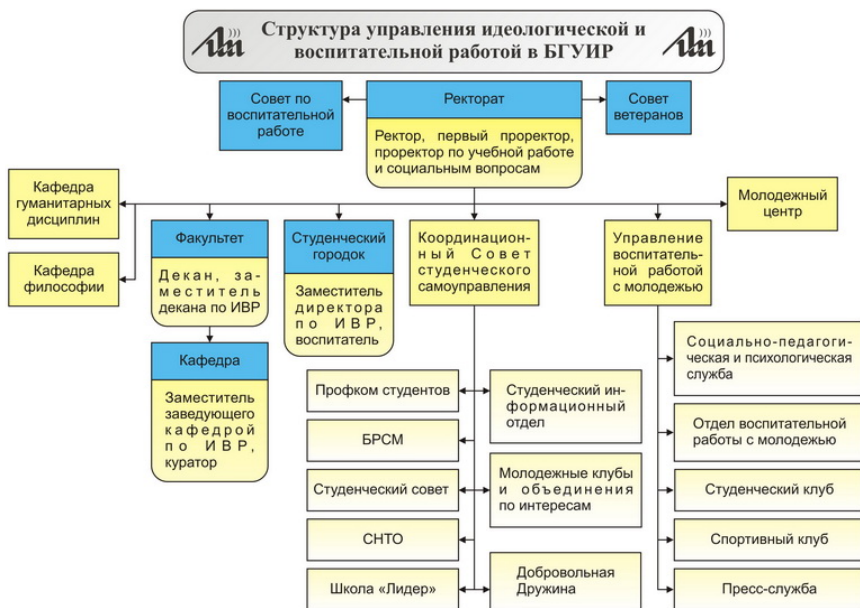 Структура управления идеологической и
воспитательной работой в БГУИР
Совет по
воспитательной
работе
Ректорат
Ректор, первый проректор,
проректор по учебной работе
и социальным вопросам
Совет
ветеранов
Кафедра
гуманитарных
дисциплин
Кафедра
философии
Факультет
Декан, за-
меститель
декана по ИВР
Кафедра
Заместитель
заведующего
кафедрой
по ИВР,
куратор
Студенческий
городок
Заместитель
директора
по ИВР,
воспитатель
Координацион-
ный Совет
студенческого
самоуправления
Управление
воспитатель-
ной работой
с молодежью
Молодежный
центр
Профком студентов
БРСМ
Студенческий совет
СНТО
Школа «Лидер»
Студенческий ин-
формационный
отдел
Молодежные клубы
и объединения
по интересам
Добровольная
Дружина
Социально-педагоги-
ческая и психологическая
служба
Отдел воспитательной
работы с молодежью
Студенческий клуб
Спортивный клуб
Пресс-служба